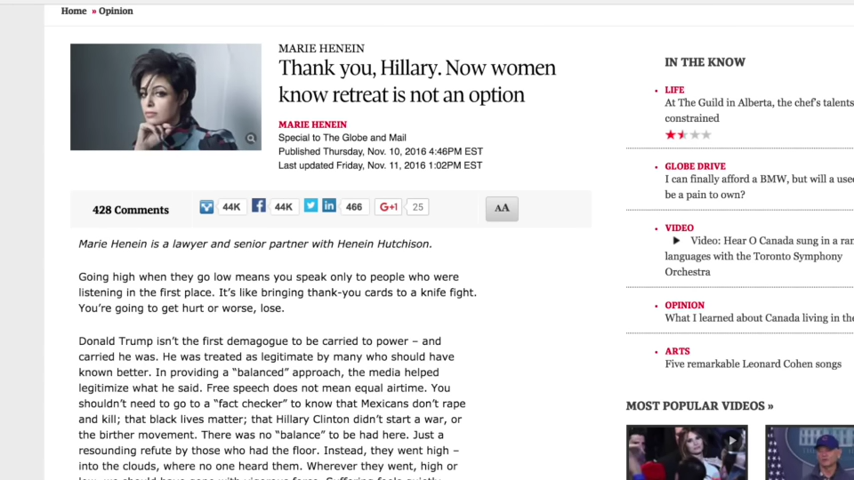 Home » Opinion
MARIE HENEIN
Thank you, Hillary. Now women
know retreat is not an option
MARIE HENEIN
Special to The Globe and Mail
Published Thursday, Nov. 10, 2016 4:46PM EST
Last updated Friday, Nov. 11, 2016 1:02PM EST
428 Comments
44K
44K
466
G+1
25
AA
Marie Henein is a lawyer and senior partner with Henein Hutchison.
Going high when they go low means you speak only to people who were
listening in the first place. It's like bringing thank-you cards to a knife fight.
You're going to get hurt or worse, lose.
Donald Trump isn't the first demagogue to be carried to power – and
carried he was. He was treated as legitimate by many who should have
known better. In providing a "balanced" approach, the media helped
legitimize what he said. Free speech does not mean equal airtime. You
shouldn't need to go to a "fact checker" to know that Mexicans don't rape
and kill; that black lives matter; that Hillary Clinton didn't start a war, or
the birther movement. There was no "balance" to be had here. Just a
resounding refute by those who had the floor. Instead, they went high –
into the clouds, where no one heard them. Wherever they went, high or
IN THE KNOW
LIFE
At The Guild in Alberta, the chef's talents
constrained
GLOBE DRIVE
I can finally afford a BMW, but will a use
be a pain to own?
VIDEO
Video: Hear O Canada sung in a ran
languages with the Toronto Symphony
Orchestra
OPINION
What I learned about Canada living in the
ARTS
Five remarkable Leonard Cohen songs
MOST POPULAR VIDEOS »